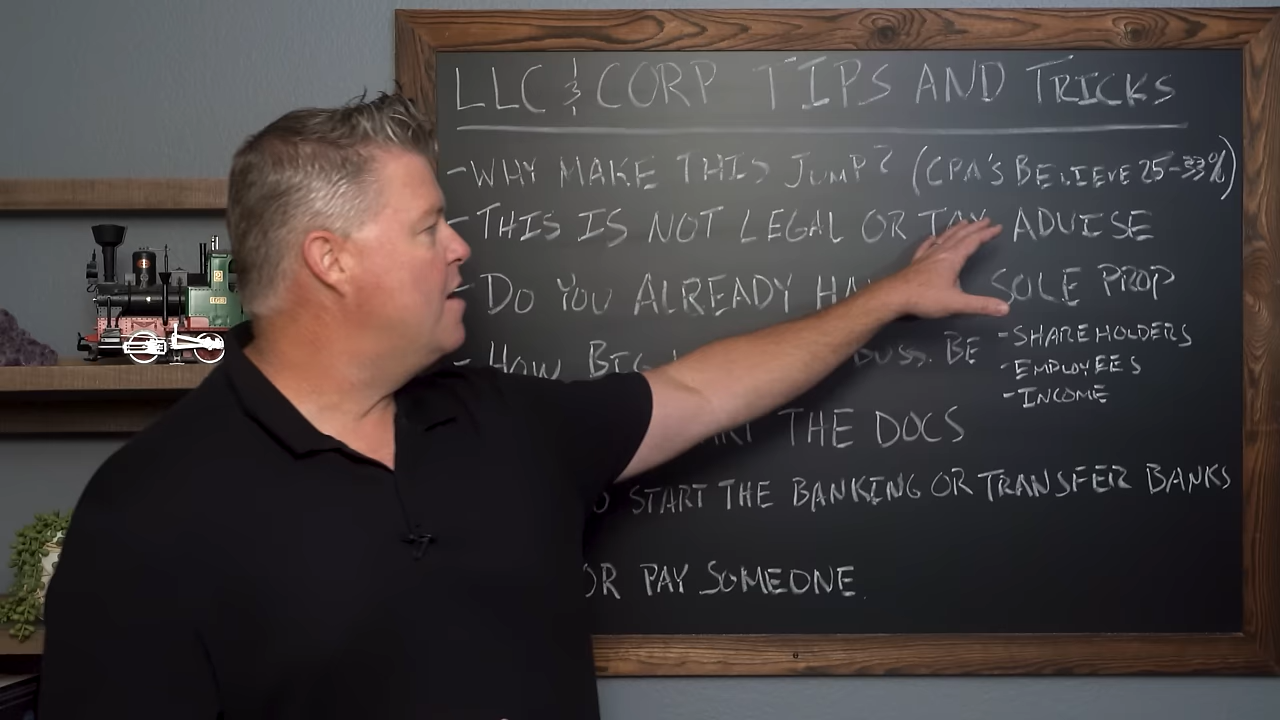 LLC & CORP TIPS AND TRICKS
- WHY MAKE THIS JUMP? (CPA'S BELIEVE 25-33%)
- THIS IS NOT LEGAL OR TAX ADVISE
- DO YOU ALREADY SOLE PROP
- HOW BIG BUSS. BE
- SHAREHOLDERS
- EMPLOYEES
- INCOME
THE DOCS
START THE BANKING OR TRANSFER BANKS
OR PAY SOMEONE